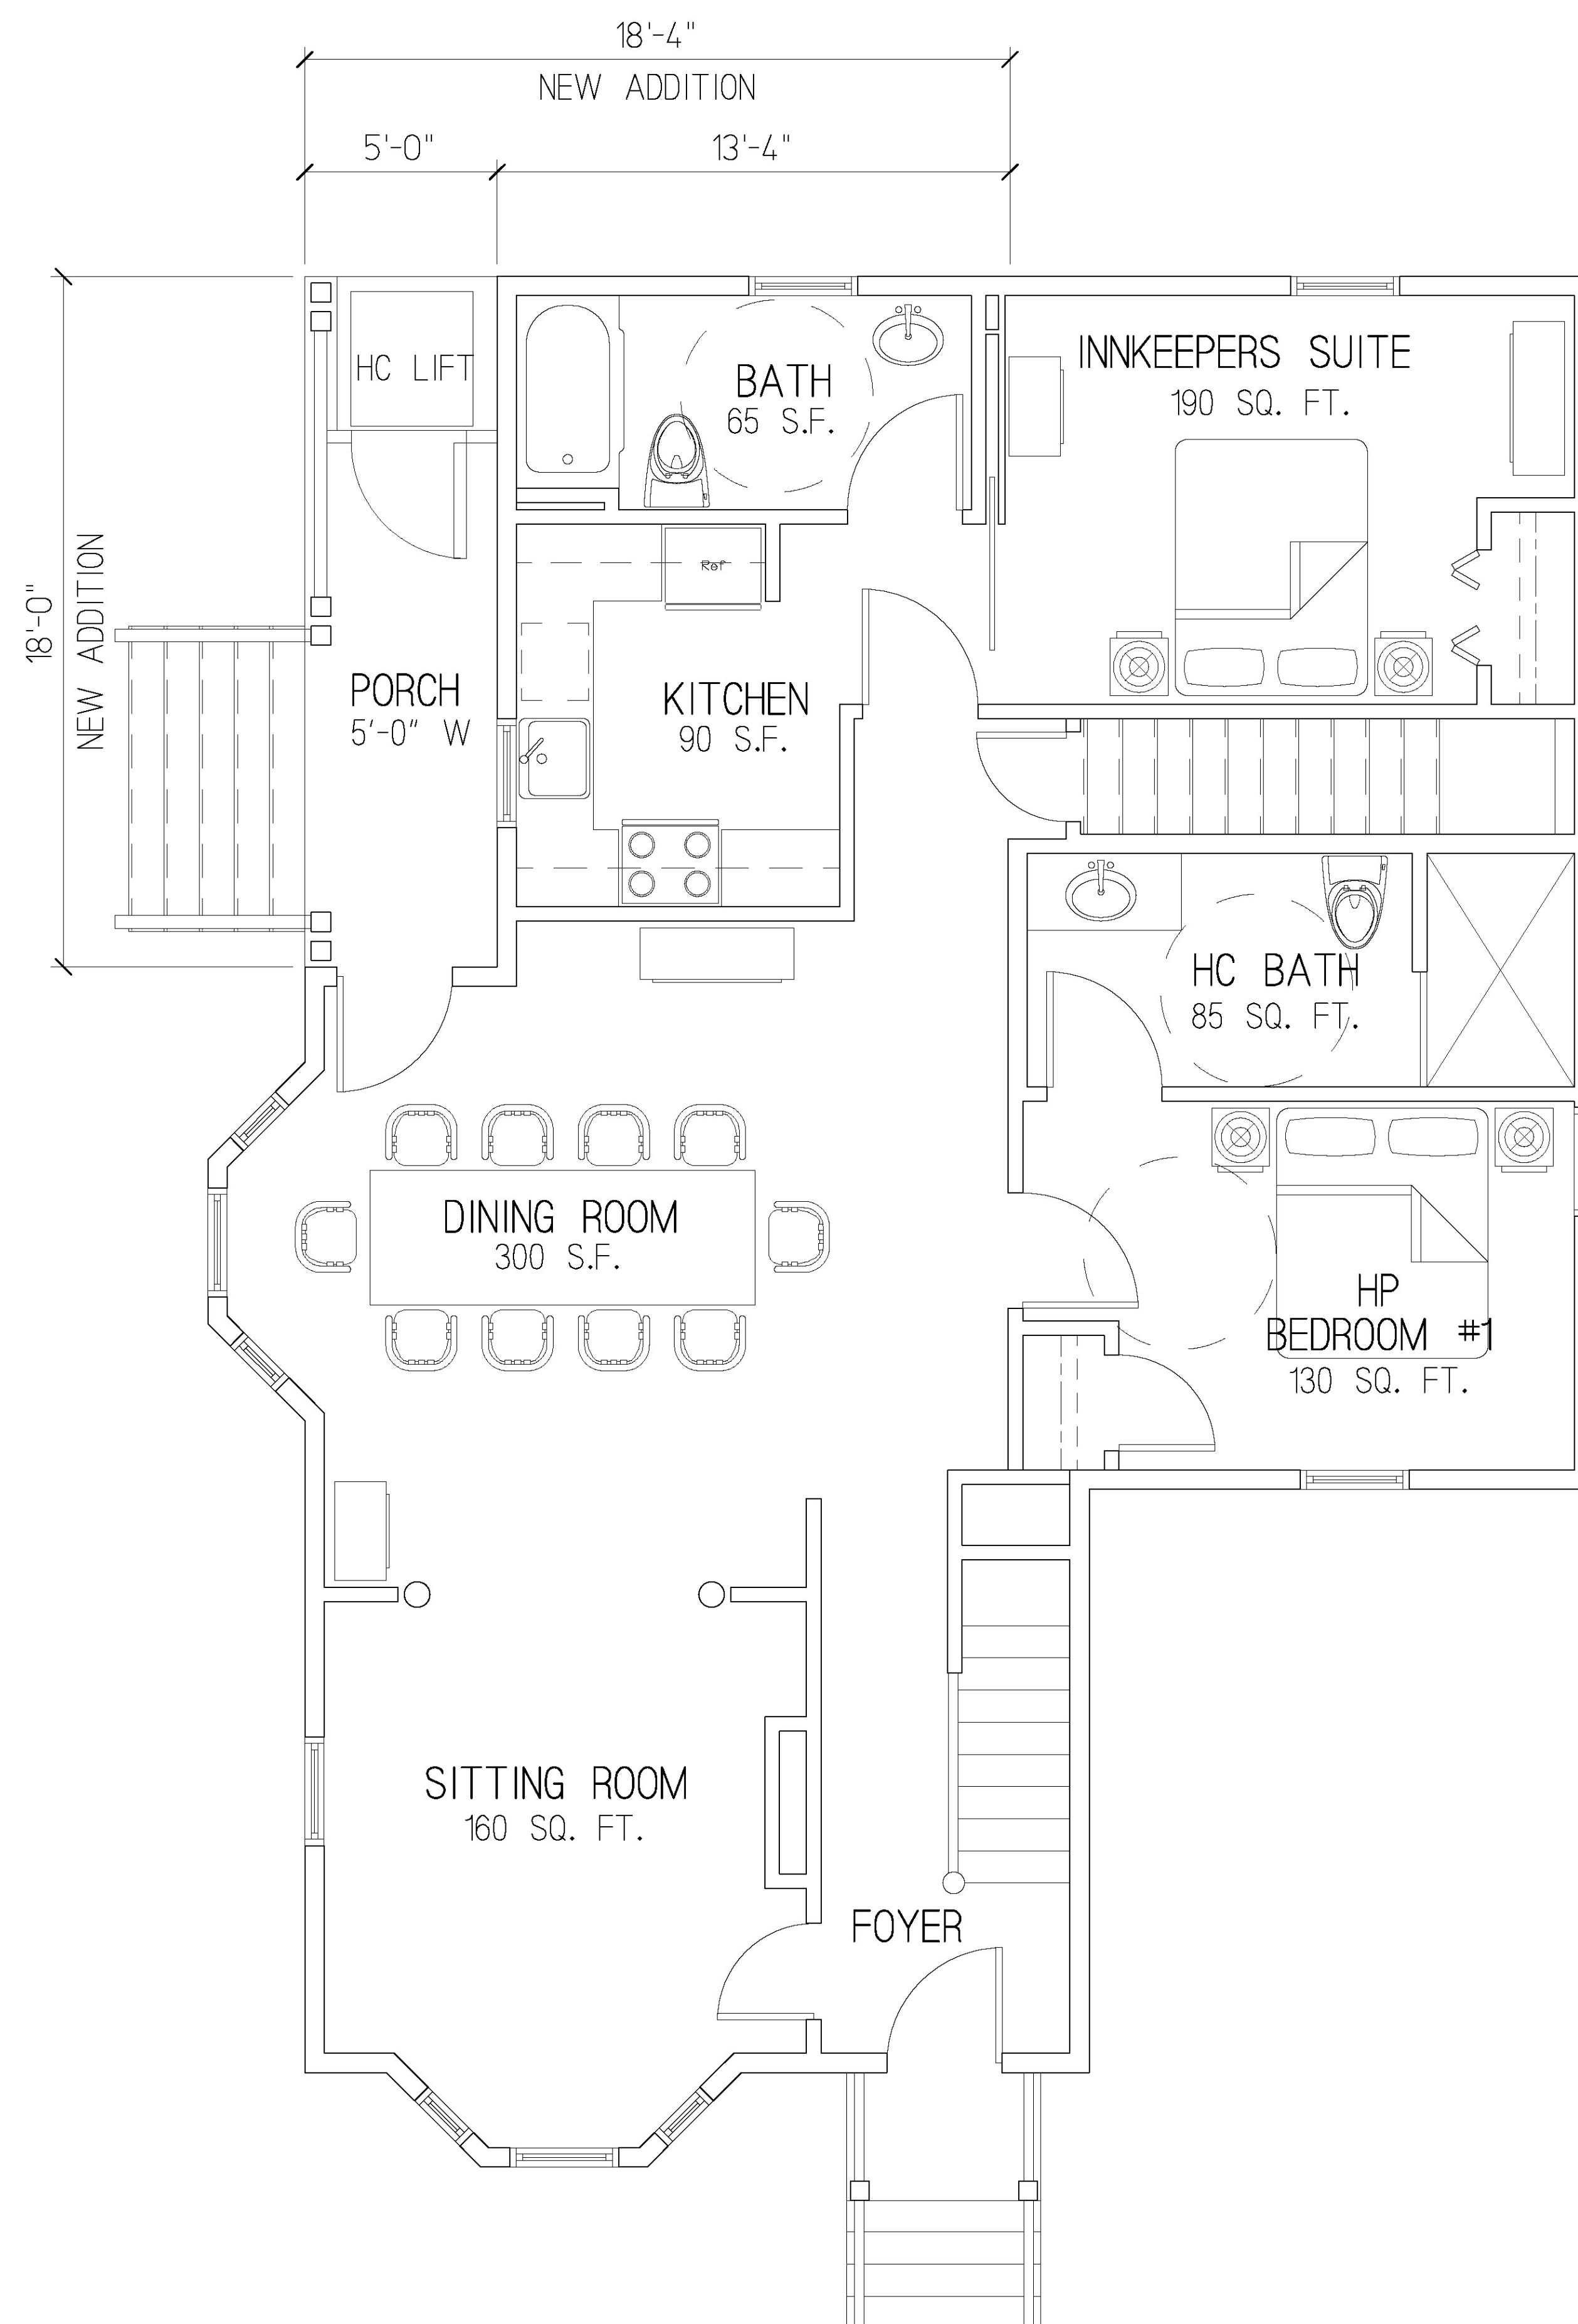 18'-4"
NEW ADDITION
5'-0"
13'-4"
18'-0"
NEW ADDITION
HC LIFT
BATH
65 S.F.
INNKEEPERS SUITE
190 SQ. FT.
Ref
PORCH
5'-0" W
KITCHEN
90 S.F.
HC BATH
85 SQ. FT.
DINING ROOM
300 S.F.
HP
BEDROOM #1
130 SQ. FT.
SITTING ROOM
160 SQ. FT.
FOYER